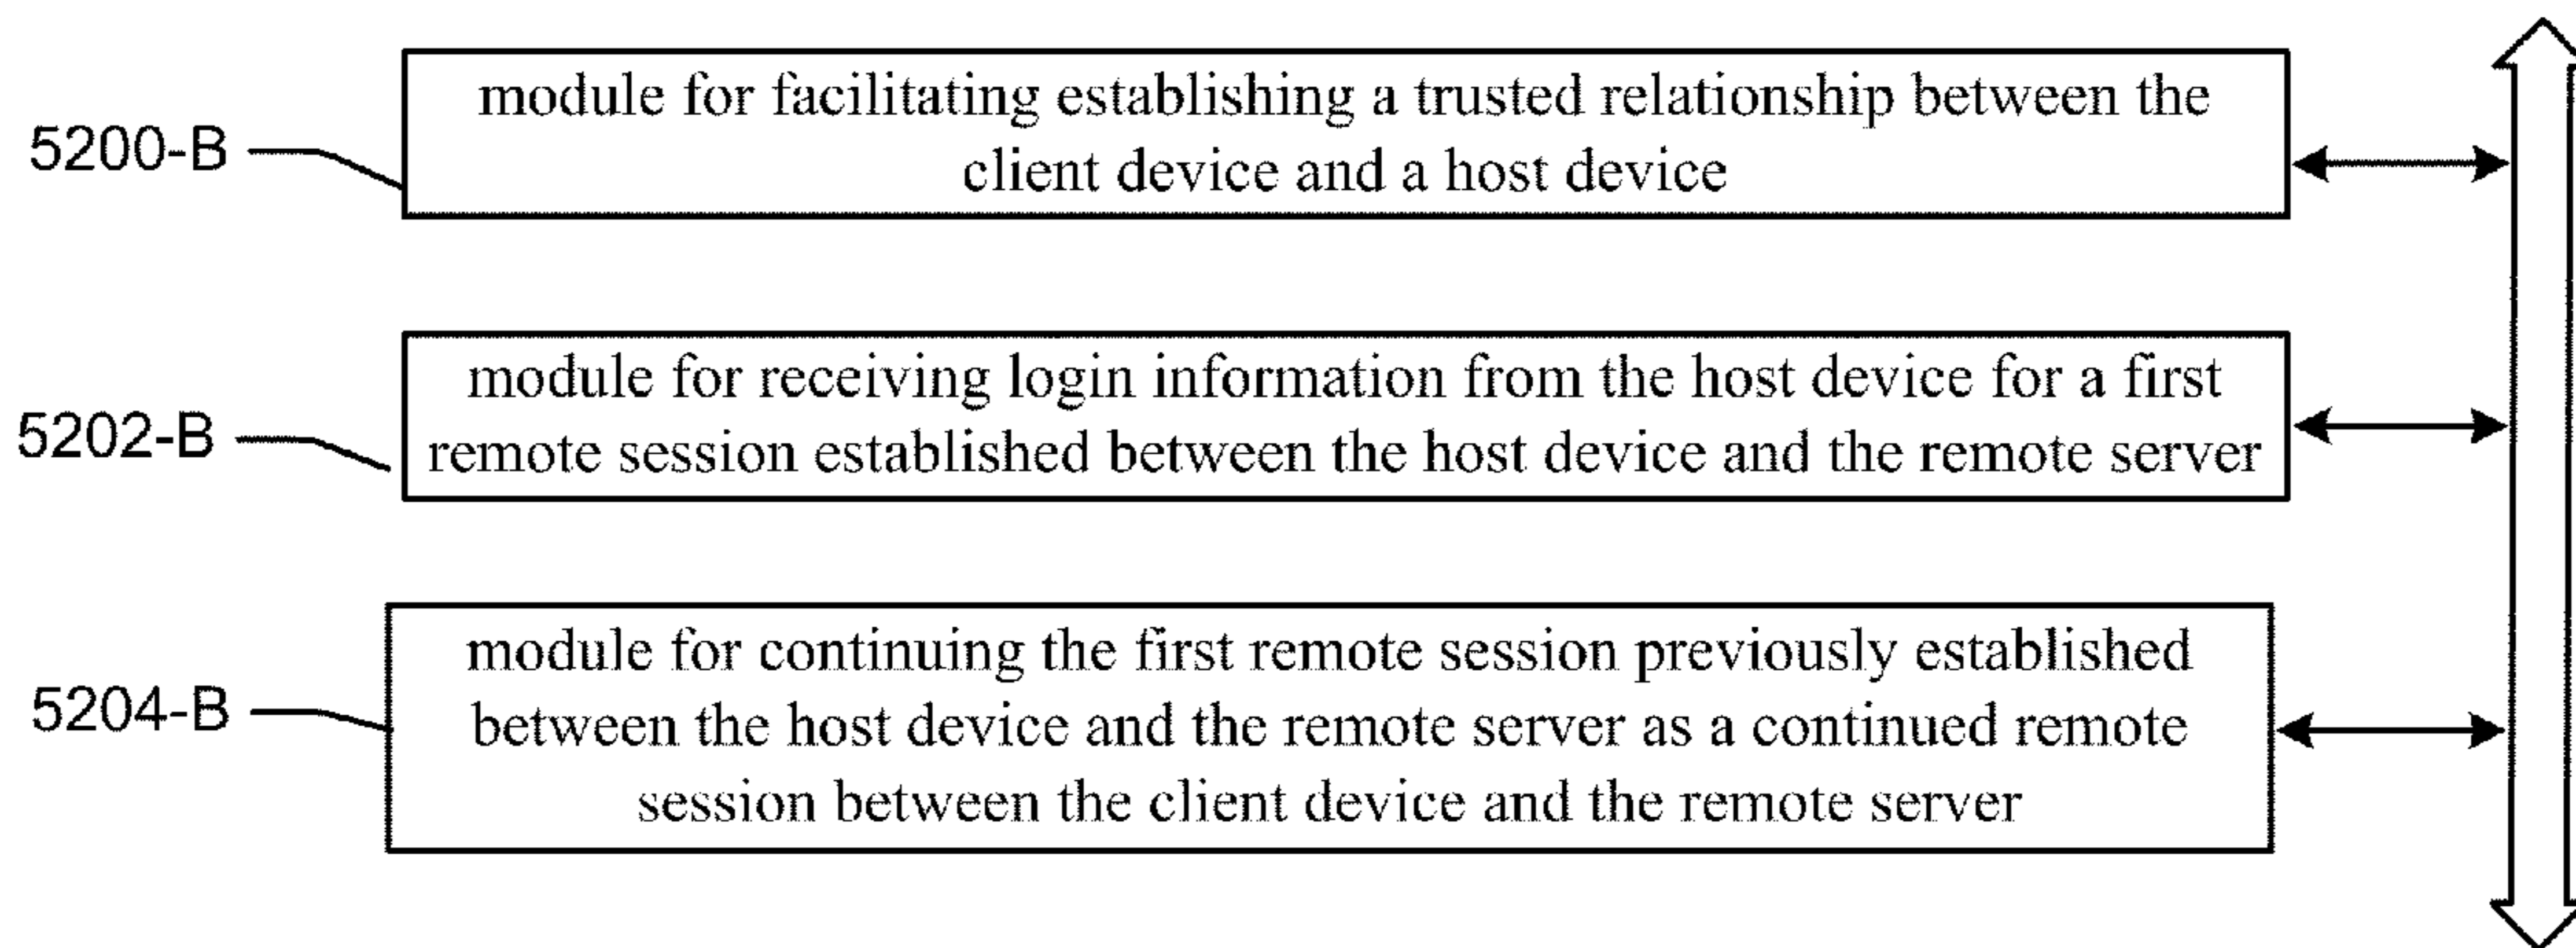 module for facilitating establishing a trusted relationship between the
5200-B
client device and a host device
module for receiving login information from the host device for a first
5202-B
remote session established between the host device and the remote server
module for continuing the first remote session previously established
5204-B
between the host device and the remote server as a continued remote
session between the client device and the remote server